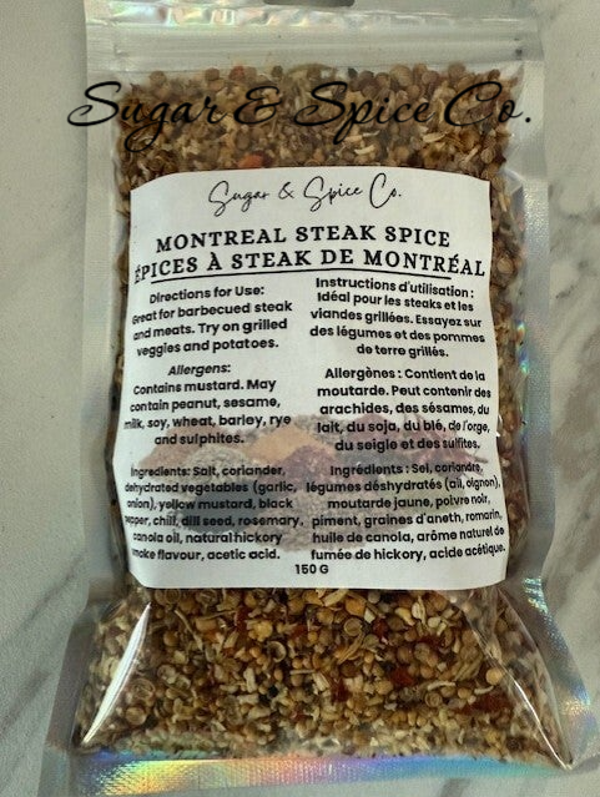 Sugar & Spice Co.
Sugar & Spice Co.
MONTREAL STEAK SPICE
ÉPICES À STEAK DE MONTRÉAL
Directions for Use:
Great for barbecued steak
and meats. Try on grilled
veggies and potatoes.
Allergens:
Contains mustard. May
contain peanut, sesame,
milk, soy, wheat, barley, rye
and sulphites.
Ingredients: Salt, coriander,
dehydrated vegetables (garlic,
onion), yellow mustard, black
pepper, chili, dill seed, rosemary,
canola oil, natural hickory
smoke flavour, acetic acid.
Instructions d'utilisation :
Idéal pour les steaks et les
viandes grillées. Essayez sur
des légumes et des pommes
de terre grillés.
Allergènes : Contient de la
moutarde. Peut contenir des
arachides, des sésames, du
lait, du soja, du blé, de l'orge,
du seigle et des sulfites.
Ingrédients : Sel, coriandre,
légumes déshydratés (ail, oignon),
moutarde jaune, poivre noir,
piment, graines d'aneth, romarin,
huile de canola, arôme naturel de
fumée de hickory, acide acétique.
150 G